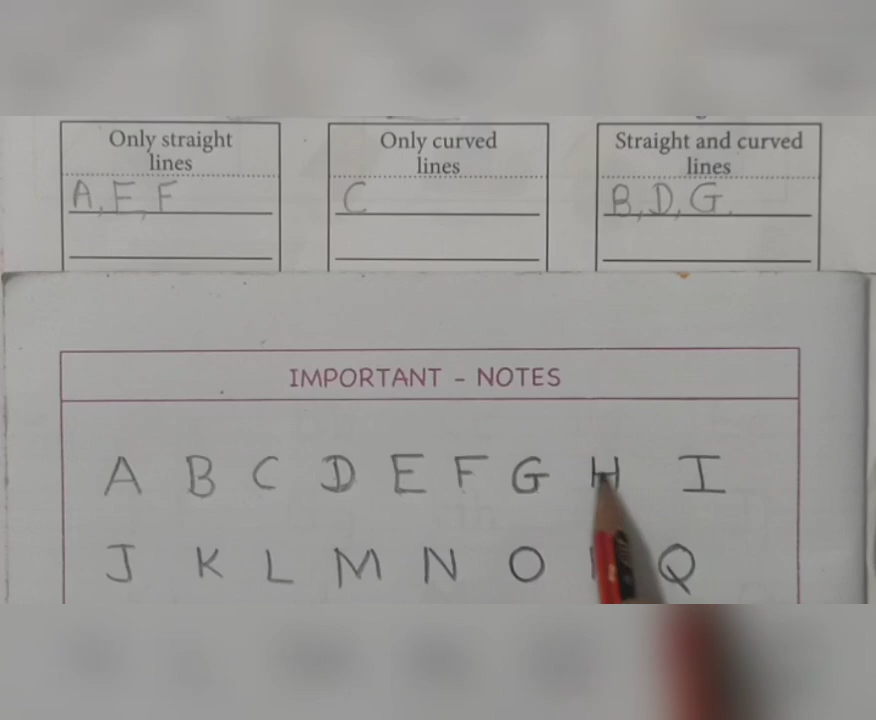 Only straight lines
A, E, F
Only curved lines
C
Straight and curved lines
B, D, G.
IMPORTANT - NOTES
A B C D E F G H I
J K L M N O Q